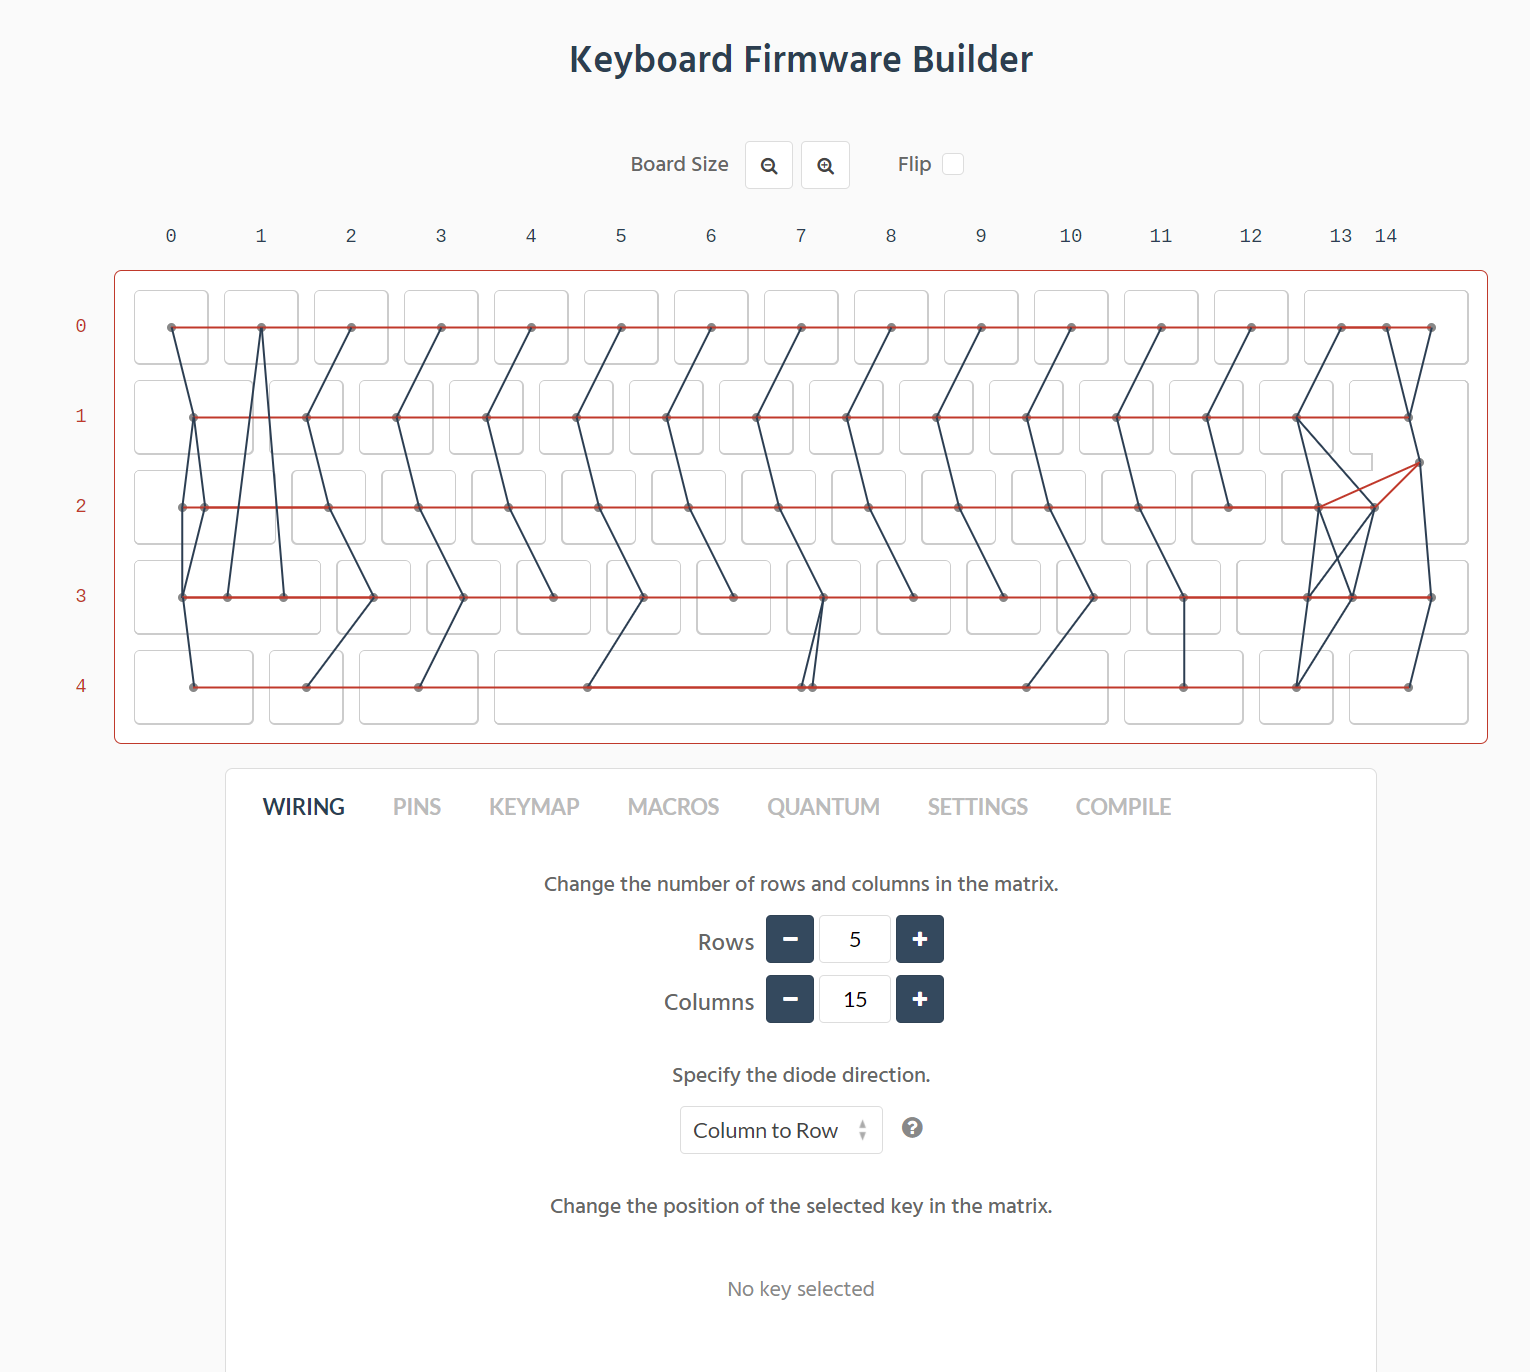 Keyboard Firmware Builder
Board Size Flip
0 1 2 3 4 5 6 7 8 9 10 11 12 13 14
0
1
2
3
4
WIRING PINS KEYMAP MACROS QUANTUM SETTINGS COMPILE
Change the number of rows and columns in the matrix.
Rows 5
Columns 15
Specify the diode direction.
Column to Row
Change the position of the selected key in the matrix.
No key selected